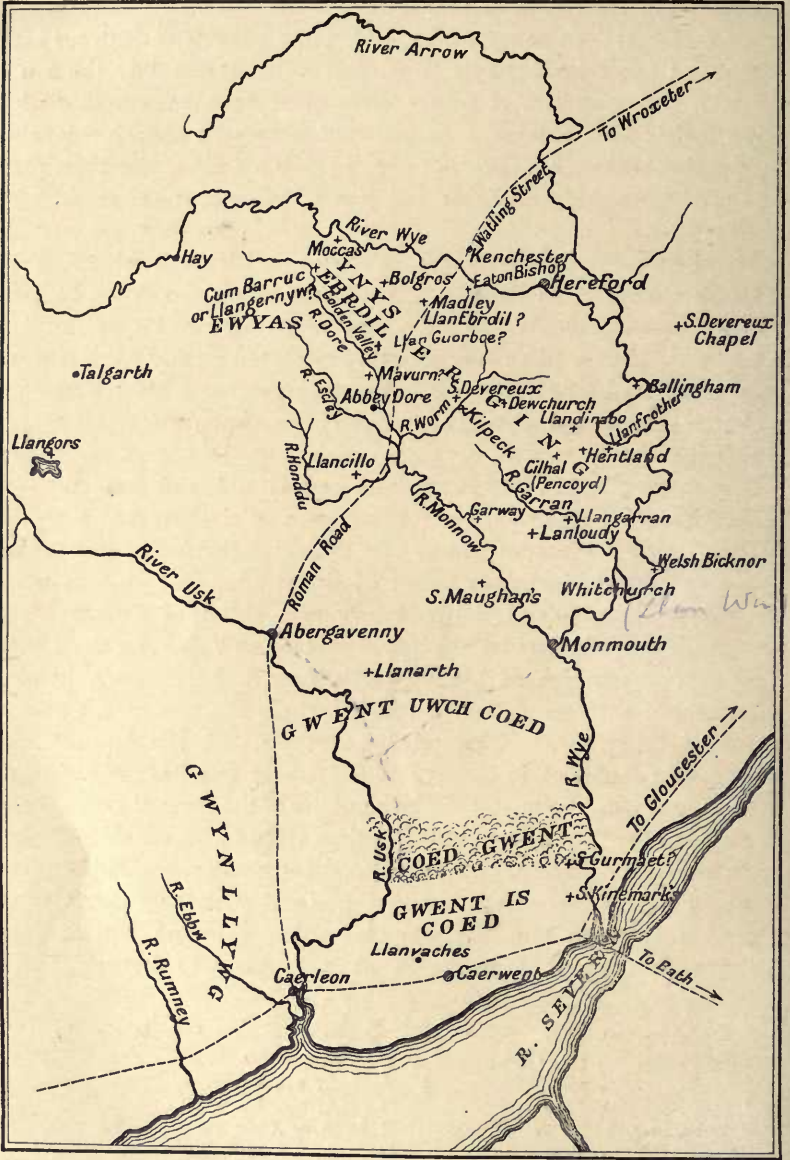 River Arrow
To Wroxeter
Watling Street
River Wye
Moccas
Hay
Kenchester
Eaton Bishop
Hereford
YNYS
EBRDIL
Bolgros
Cum Barruc
or Llangernyw?
Golden Valley
R. Dore
Madley
LlanEbrdil ?
S. Devereux
Chapel
EWYAS
Llan Guorboe?
ERGING
Talgarth
Mavurn?
R. Escley
Abbey Dore
S. Devereux
Dewchurch
Ballingham
Llandinabo
Llanfrother
R. Worm
Kilpeck
Llangors
R. Honddu
Llancillo
Hentland
Cilhal
(Pencoyd)
R. Garran
R. Monnow
Garway
Llangarran
Lanloudy
Roman Road
River Usk
Welsh Bicknor
Whitchurch
S. Maughan's
Abergavenny
Monmouth
Llanarth
GWENT UWCH COED
R. Wye
To Gloucester
GWYNLLYWG
R. Usk
COED GWENT
S. Gurmaet?
S. Kinemark's
GWENT IS
COED
R. Ebbw
R. Rumney
Llanvaches
Caerleon
Caerwent
To Bath
R. SEVERN